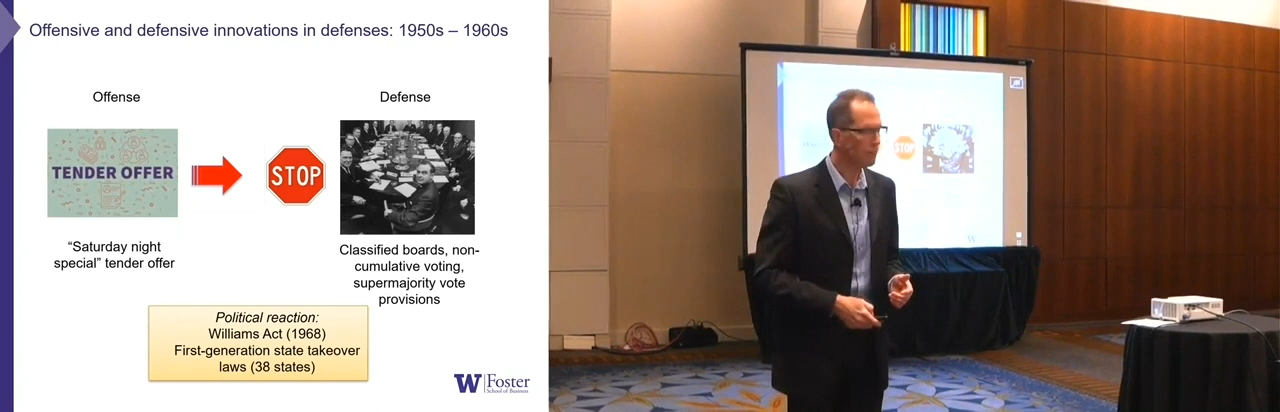 Offensive and defensive innovations in defenses: 1950s – 1960s
Offense
Defense
TENDER OFFER
STOP
“Saturday night
special” tender offer
Classified boards, non-
cumulative voting,
supermajority vote
provisions
Political reaction:
Williams Act (1968)
First-generation state takeover
laws (38 states)
W Foster
School of Business
STOP
W